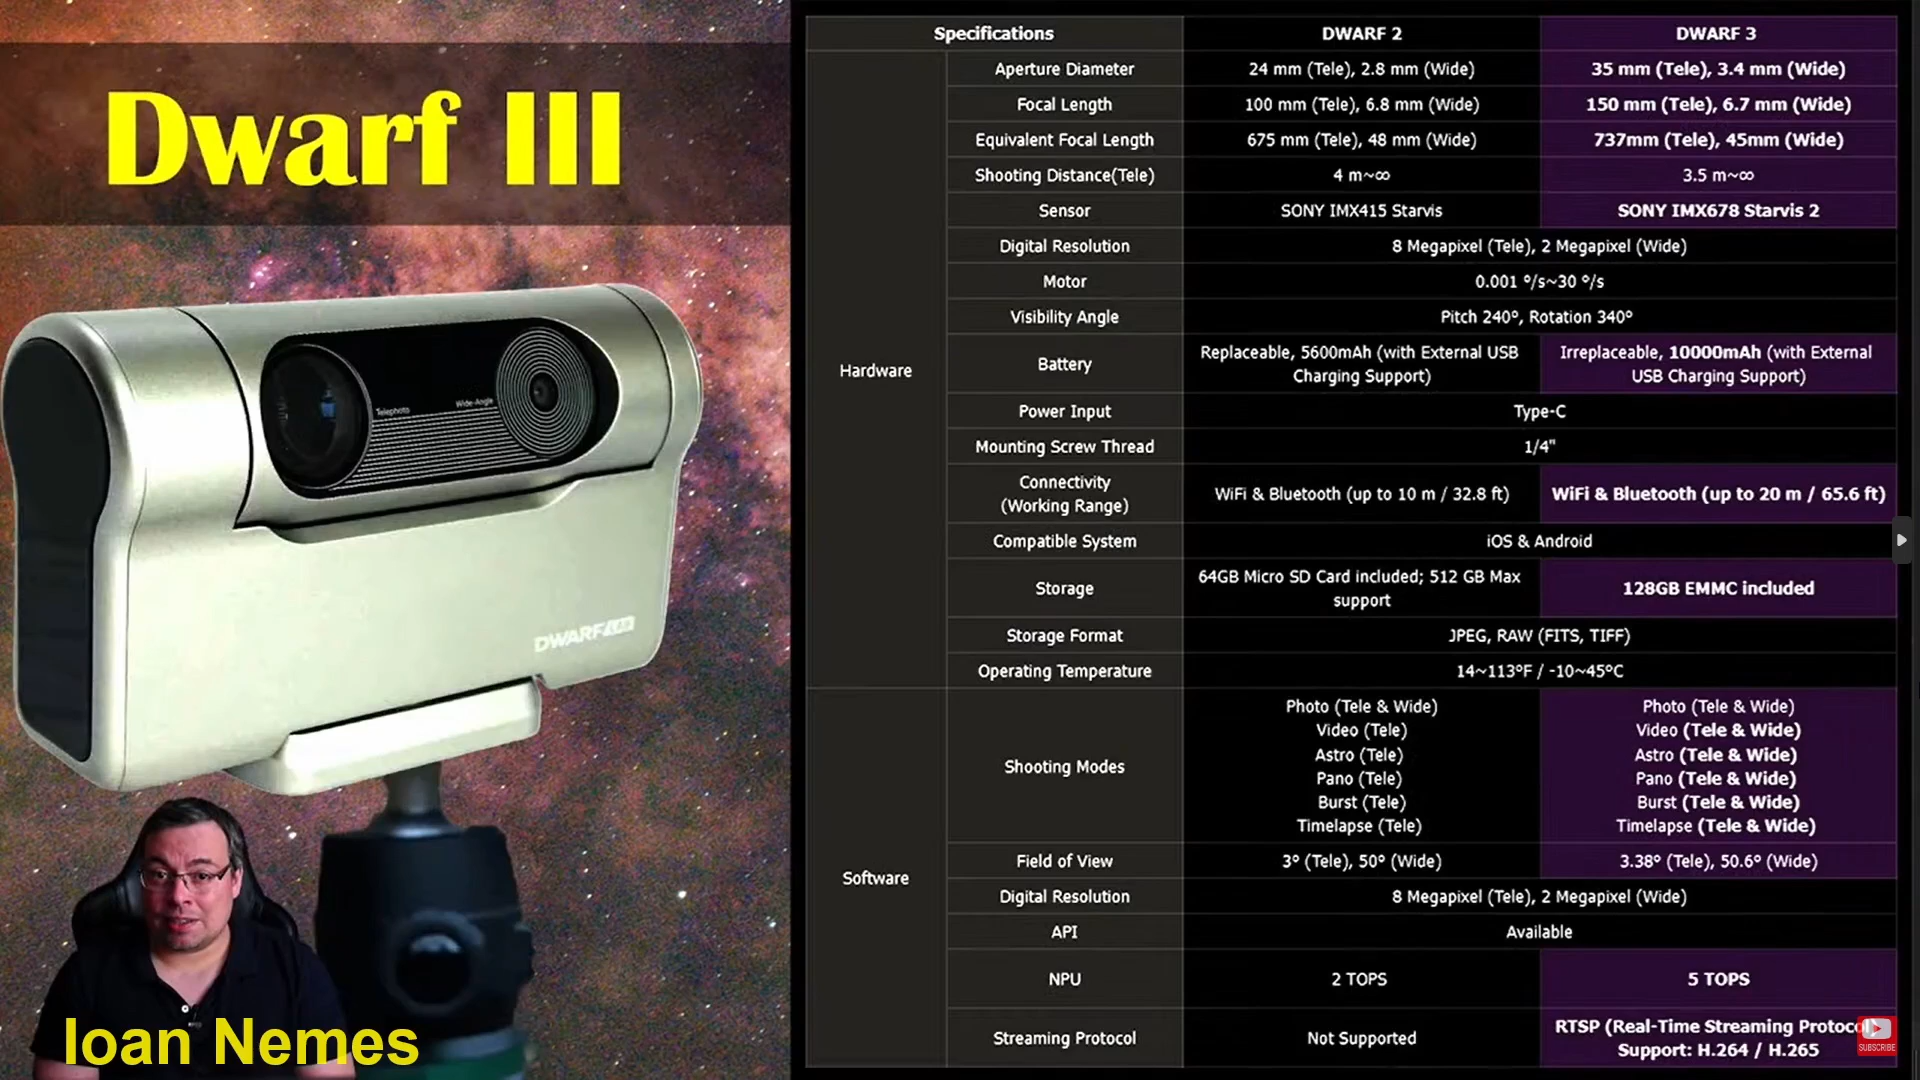 Dwarf III
Telephoto
Wide-Angle
DWARFLAB
Ioan Nemes
Specifications
DWARF 2
DWARF 3
Hardware
Aperture Diameter
24 mm (Tele), 2.8 mm (Wide)
35 mm (Tele), 3.4 mm (Wide)
Focal Length
100 mm (Tele), 6.8 mm (Wide)
150 mm (Tele), 6.7 mm (Wide)
Equivalent Focal Length
675 mm (Tele), 48 mm (Wide)
737mm (Tele), 45mm (Wide)
Shooting Distance(Tele)
4 m~∞
3.5 m~∞
Sensor
SONY IMX415 Starvis
SONY IMX678 Starvis 2
Digital Resolution
8 Megapixel (Tele), 2 Megapixel (Wide)
Motor
0.001 º/s~30 º/s
Visibility Angle
Pitch 240º, Rotation 340º
Battery
Replaceable, 5600mAh (with External USB
Charging Support)
Irreplaceable, 10000mAh (with External
USB Charging Support)
Power Input
Type-C
Mounting Screw Thread
1/4"
Connectivity
(Working Range)
WiFi & Bluetooth (up to 10 m / 32.8 ft)
WiFi & Bluetooth (up to 20 m / 65.6 ft)
Compatible System
iOS & Android
Storage
64GB Micro SD Card included; 512 GB Max
support
128GB EMMC included
Storage Format
JPEG, RAW (FITS, TIFF)
Operating Temperature
14~113ºF / -10~45ºC
Software
Shooting Modes
Photo (Tele & Wide)
Video (Tele)
Astro (Tele)
Pano (Tele)
Burst (Tele)
Timelapse (Tele)
Photo (Tele & Wide)
Video (Tele & Wide)
Astro (Tele & Wide)
Pano (Tele & Wide)
Burst (Tele & Wide)
Timelapse (Tele & Wide)
Field of View
3º (Tele), 50º (Wide)
3.38º (Tele), 50.6º (Wide)
Digital Resolution
8 Megapixel (Tele), 2 Megapixel (Wide)
API
Available
NPU
2 TOPS
5 TOPS
Streaming Protocol
Not Supported
RTSP (Real-Time Streaming Protocol)
Support: H.264 / H.265
SUBSCRIBE